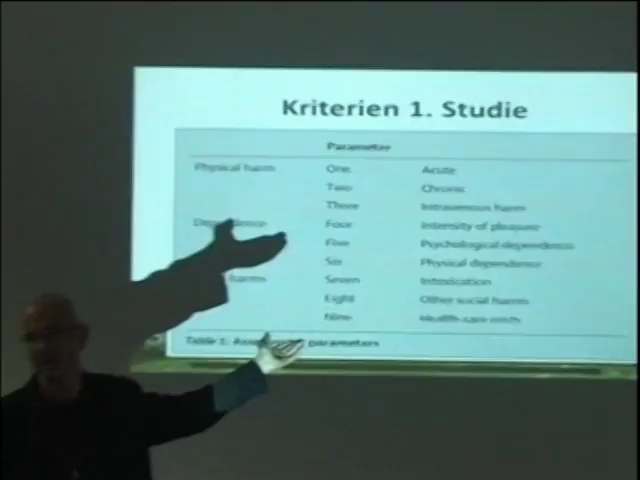 Kriterien 1. Studie
Parameter
Physical harm One Acute
Two Chronic
Three Intravenous harm
Four Intensity of pleasure
Five Psychological dependence
Six Physical dependence
harms Seven Intoxication
Eight Other social harms
Nine Health-care costs
Table 1: parameters